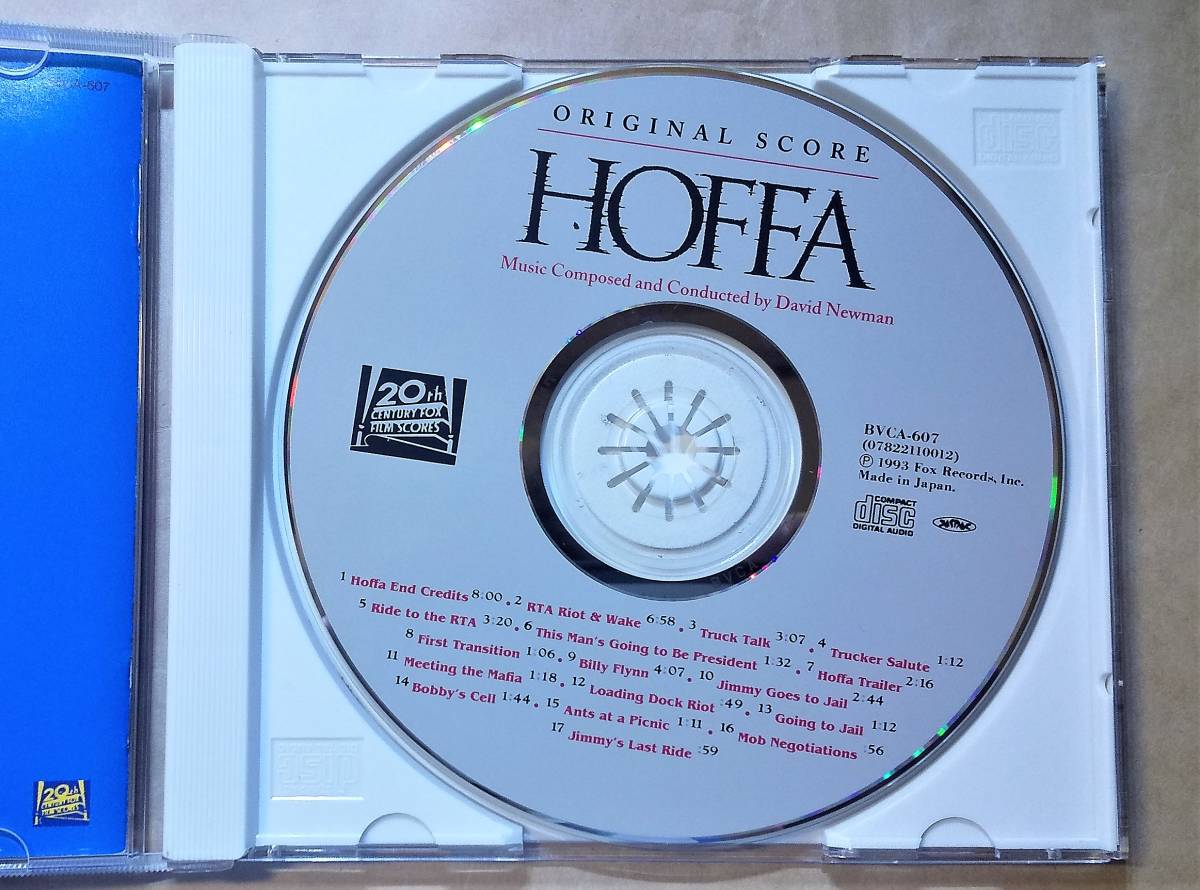 ORIGINAL SCORE
HOFFA
Music Composed and Conducted by David Newman
20th
CENTURY FOX
FILM SCORES
BVCA-607
(07822110012)
Ⓟ 1993 Fox Records, Inc.
Made in Japan.
COMPACT
disc
DIGITAL AUDIO
1 Hoffa End Credits 8:00 . 2 RTA Riot & Wake 6:58 . 3 Truck Talk 3:07 . 4 Trucker Salute 1:12
5 Ride to the RTA 3:20 . 6 This Man's Going to Be President 1:32 . 7 Hoffa Trailer 2:16
8 First Transition 1:06 . 9 Billy Flynn 4:07 . 10 Jimmy Goes to Jail 2:44
11 Meeting the Mafia 1:18 . 12 Loading Dock Riot :49 . 13 Going to Jail 1:12
14 Bobby's Cell 1:44 . 15 Ants at a Picnic 1:11 . 16 Mob Negotiations :56
17 Jimmy's Last Ride :59
20th
CENTURY FOX
FILM SCORES
disc